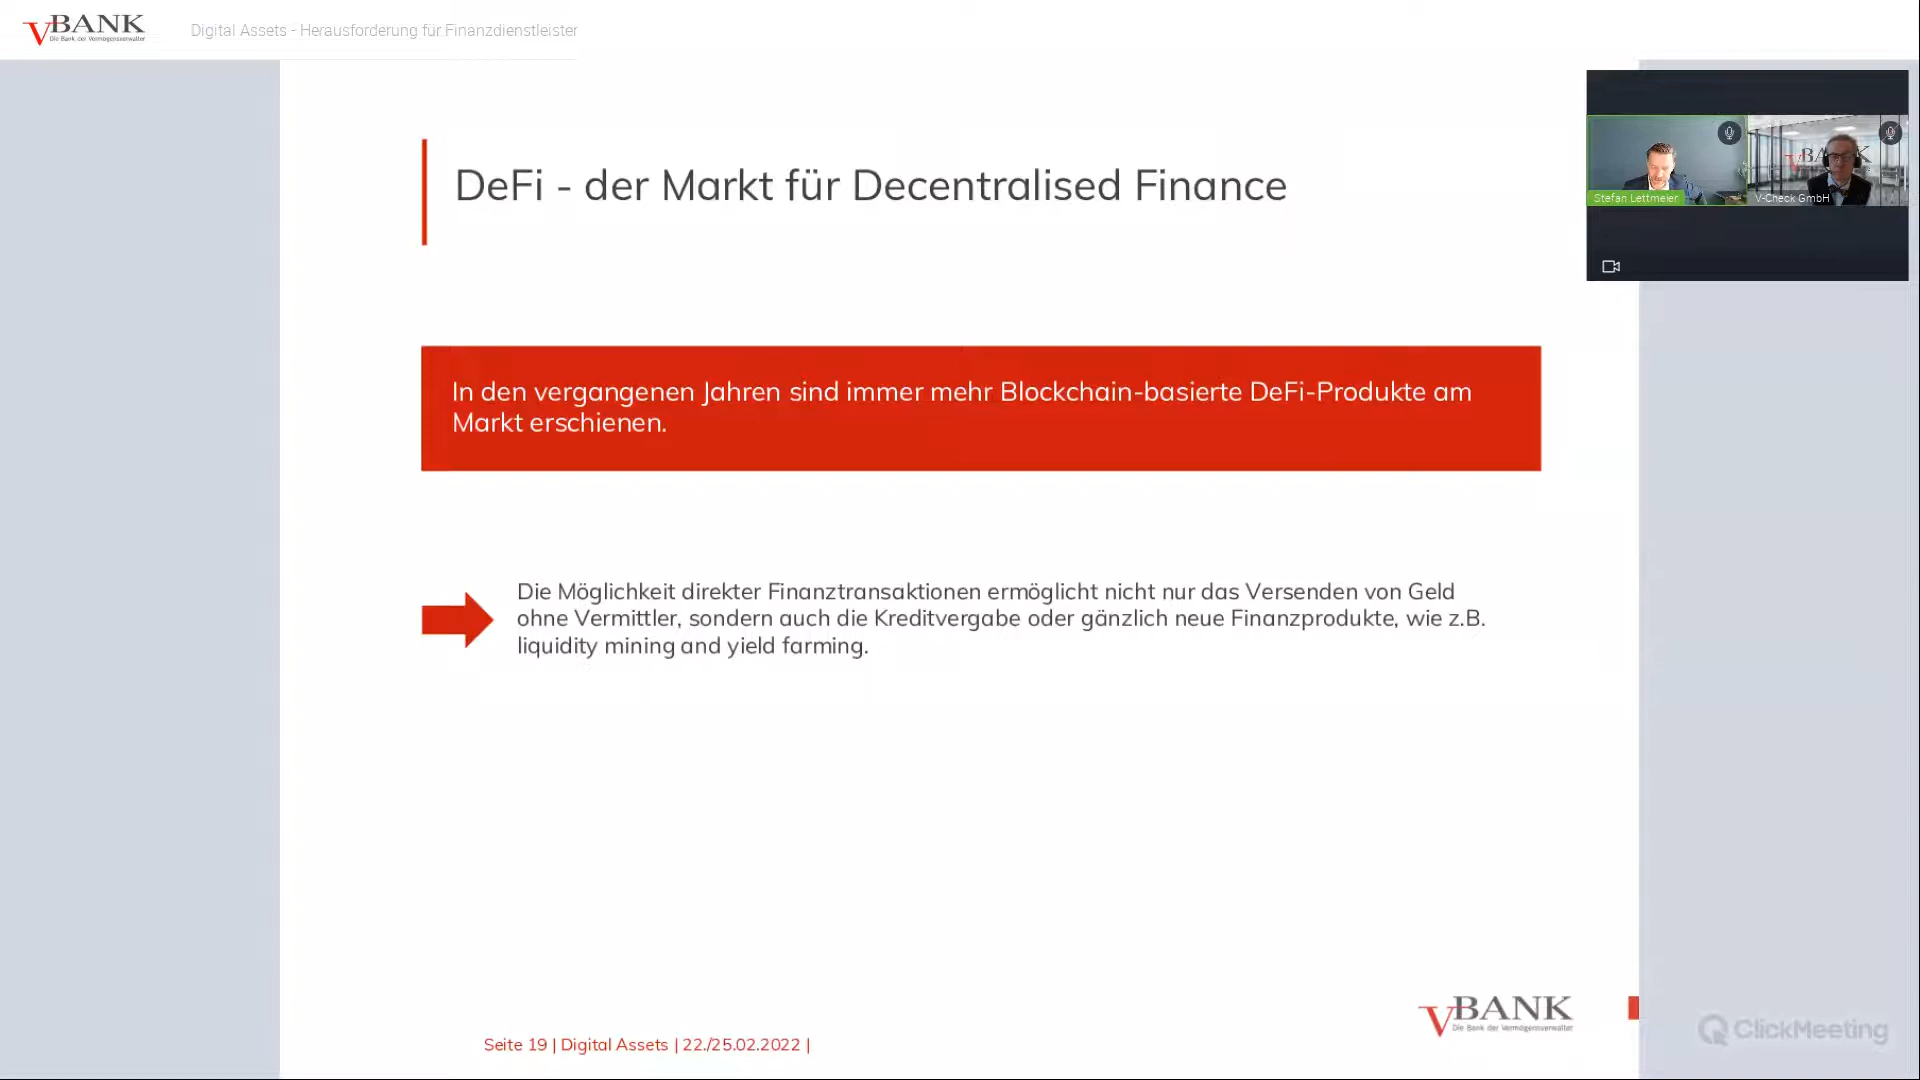 VBANK
Die Bank der Vermögensverwalter
Digital Assets - Herausforderung für Finanzdienstleister
DeFi - der Markt für Decentralised Finance
Stefan Lettmeier
V-Check GmbH
In den vergangenen Jahren sind immer mehr Blockchain-basierte DeFi-Produkte am
Markt erschienen.
Die Möglichkeit direkter Finanztransaktionen ermöglicht nicht nur das Versenden von Geld
ohne Vermittler, sondern auch die Kreditvergabe oder gänzlich neue Finanzprodukte, wie z.B.
liquidity mining and yield farming.
VBANK
Die Bank der Vermögensverwalter
Seite 19 | Digital Assets | 22./25.02.2022 |
ClickMeeting